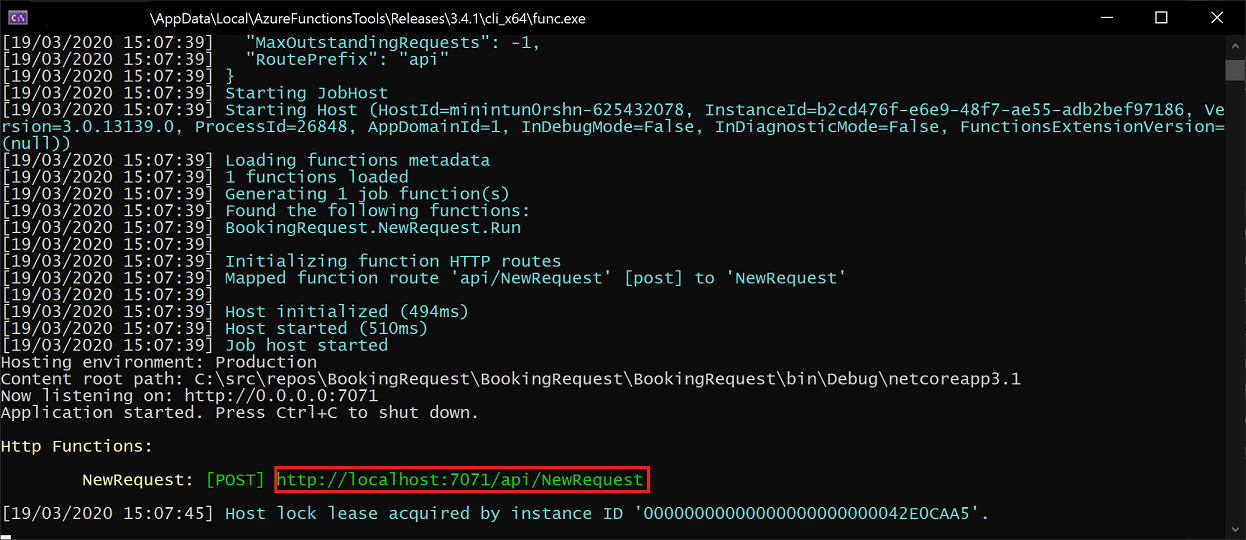 \AppData\Local\AzureFunctionsTools\Releases\3.4.1\cli_x64\func.exe
[19/03/2020 15:07:39]   "MaxOutstandingRequests": -1,
[19/03/2020 15:07:39]   "RoutePrefix": "api"
[19/03/2020 15:07:39] }
[19/03/2020 15:07:39] Starting JobHost
[19/03/2020 15:07:39] Starting Host (HostId=minintun0rshn-625432078, InstanceId=b2cd476f-e6e9-48f7-ae55-adb2bef97186, Ve
rsion=3.0.13139.0, ProcessId=26848, AppDomainId=1, InDebugMode=False, InDiagnosticMode=False, FunctionsExtensionVersion=
(null))
[19/03/2020 15:07:39] Loading functions metadata
[19/03/2020 15:07:39] 1 functions loaded
[19/03/2020 15:07:39] Generating 1 job function(s)
[19/03/2020 15:07:39] Found the following functions:
[19/03/2020 15:07:39] BookingRequest.NewRequest.Run
[19/03/2020 15:07:39]
[19/03/2020 15:07:39] Initializing function HTTP routes
[19/03/2020 15:07:39] Mapped function route 'api/NewRequest' [post] to 'NewRequest'
[19/03/2020 15:07:39]
[19/03/2020 15:07:39] Host initialized (494ms)
[19/03/2020 15:07:39] Host started (510ms)
[19/03/2020 15:07:39] Job host started
Hosting environment: Production
Content root path: C:\src\repos\BookingRequest\BookingRequest\BookingRequest\bin\Debug\netcoreapp3.1
Now listening on: http://0.0.0.0:7071
Application started. Press Ctrl+C to shut down.
Http Functions:
NewRequest: [POST] http://localhost:7071/api/NewRequest
[19/03/2020 15:07:45] Host lock lease acquired by instance ID '00000000000000000000000042E0CAA5'.